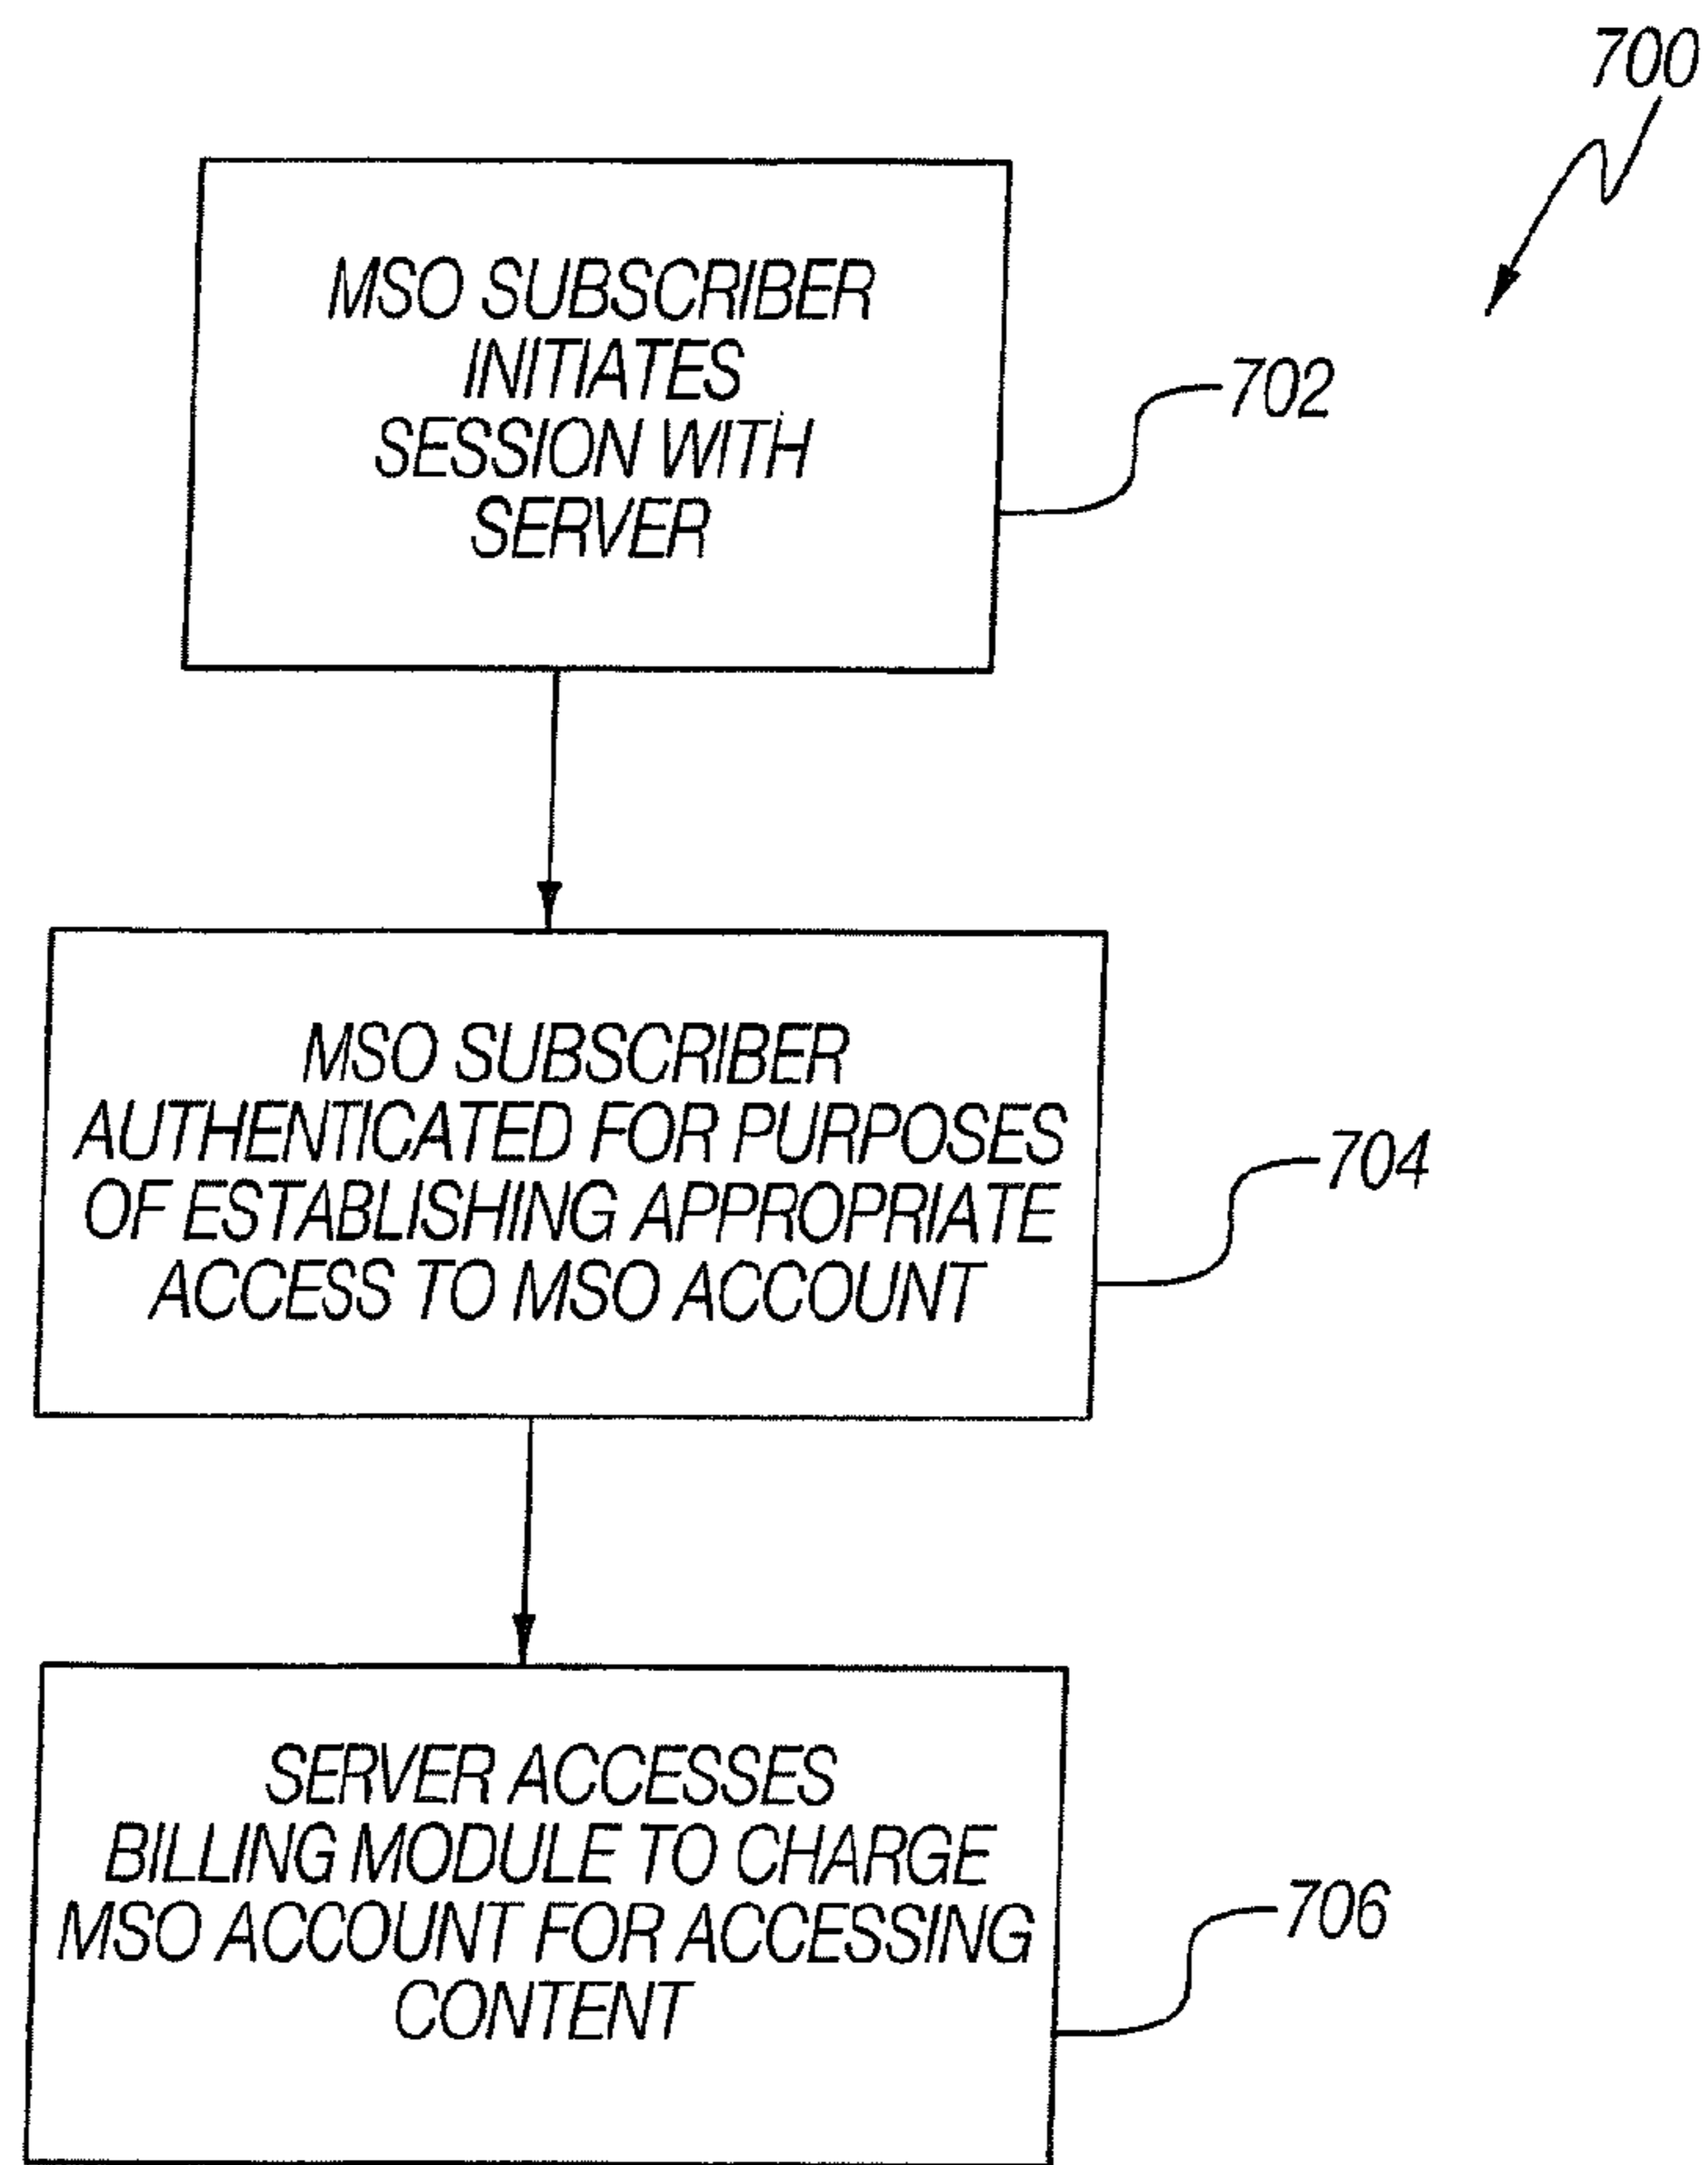 700
MSO SUBSCRIBER
INITIATES
SESSION WITH
SERVER
702
MSO SUBSCRIBER
AUTHENTICATED FOR PURPOSES
OF ESTABLISHING APPROPRIATE
ACCESS TO MSO ACCOUNT
704
SERVER ACCESSES
BILLING MODULE TO CHARGE
MSO ACCOUNT FOR ACCESSING
CONTENT
706